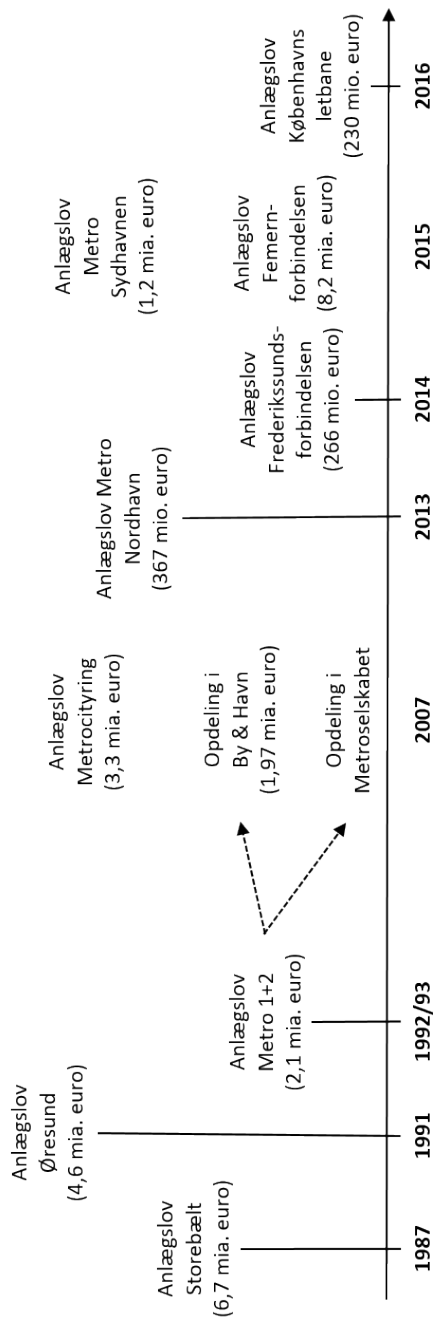 Anlægslov
Storebælt
(6,7 mia. euro)
Anlægslov
Øresund
(4,6 mia. euro)
Anlægslov
Metro 1+2
(2,1 mia. euro)
Anlægslov
Metrocityring
(3,3 mia. euro)
Opdeling i
By & Havn
(1,97 mia. euro)
Opdeling i
Metroselskabet
Anlægslov Metro
Nordhavn
(367 mio. euro)
Anlægslov
Frederikssunds-
forbindelsen
(266 mio. euro)
Anlægslov
Metro
Sydhavnen
(1,2 mia. euro)
Anlægslov
Femern-
forbindelsen
(8,2 mia. euro)
Anlægslov
Københavns
letbane
(230 mio. euro)
1987
1991
1992/93
2007
2013
2014
2015
2016